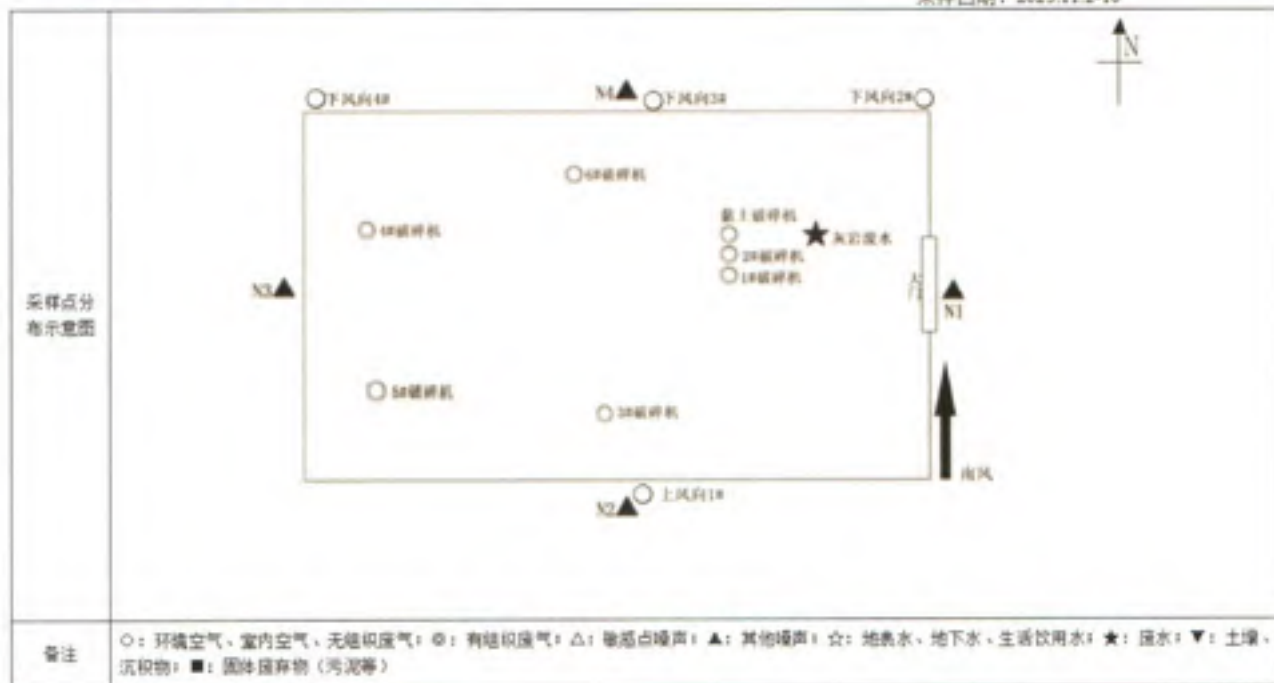 N
下风向4#
N4
下风向3#
下风向2#
6#破碎机
4#破碎机
破碎机
灰岩废水
2#破碎机
1#破碎机
N3
门
N1
采样点分
布示意图
5#破碎机
3#破碎机
南风
上风向1#
N2
备注
○：环境空气、室内空气、无组织废气；◎：有组织废气；△：敏感点噪声；▲：其他噪声；☆：地表水、地下水、生活饮用水；★：废水；▼：土壤、
沉积物；■：固体废弃物（污泥等）